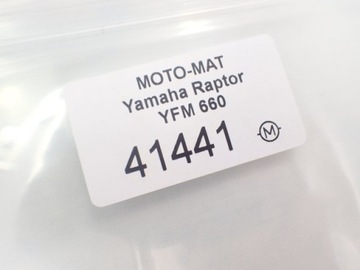 MOTO-MAT
Yamaha Raptor
YFM 660
41441
M